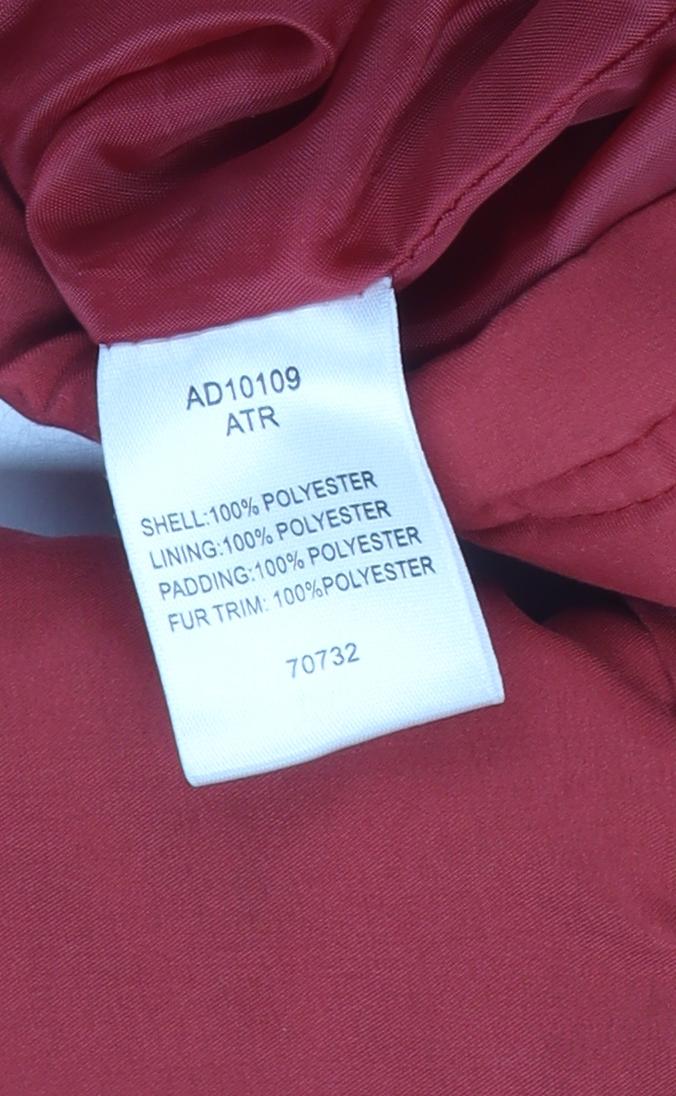 AD10109
ATR
SHELL:100% POLYESTER
LINING:100% POLYESTER
PADDING:100% POLYESTER
FUR TRIM: 100%POLYESTER
70732